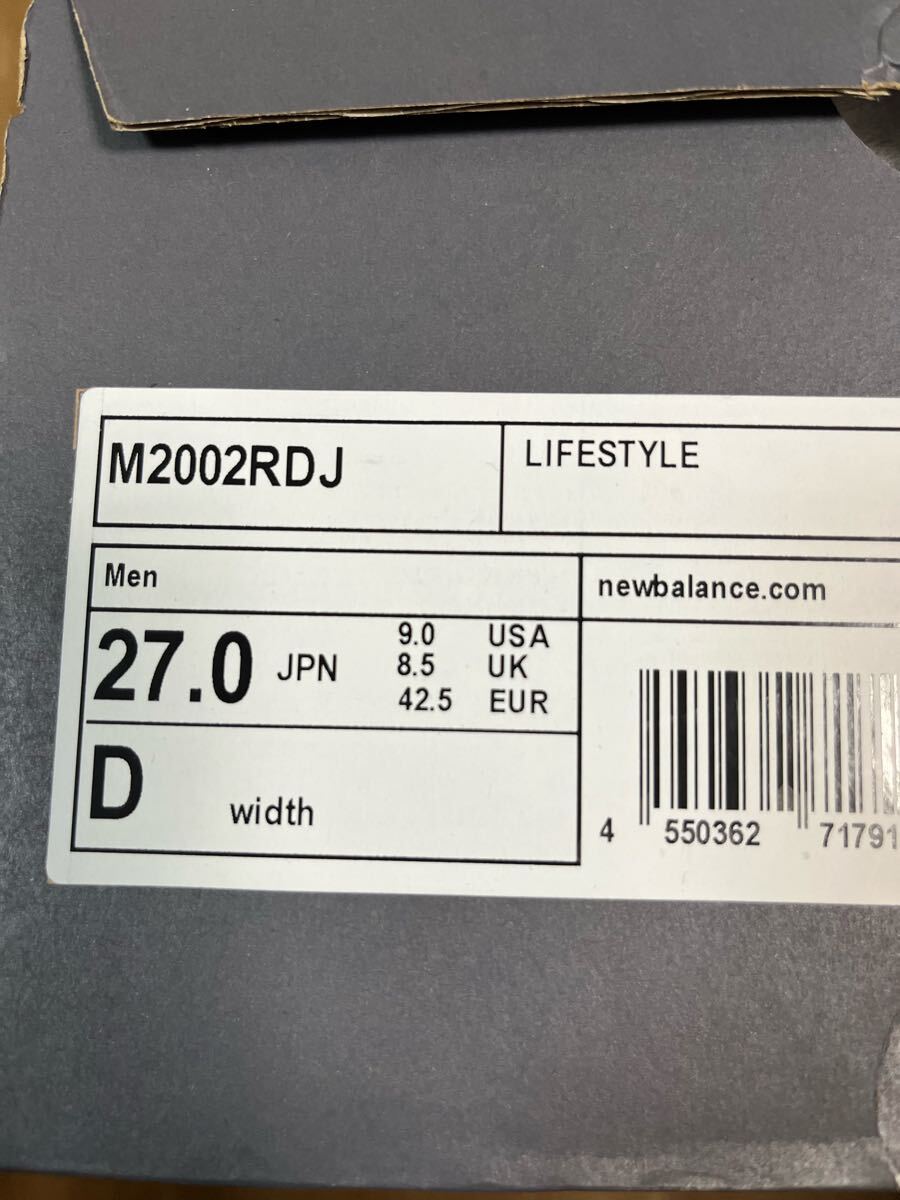 M2002RDJ
LIFESTYLE
Men
newbalance.com
27.0 JPN
9.0 USA
8.5 UK
42.5 EUR
D width
4 550362 71791